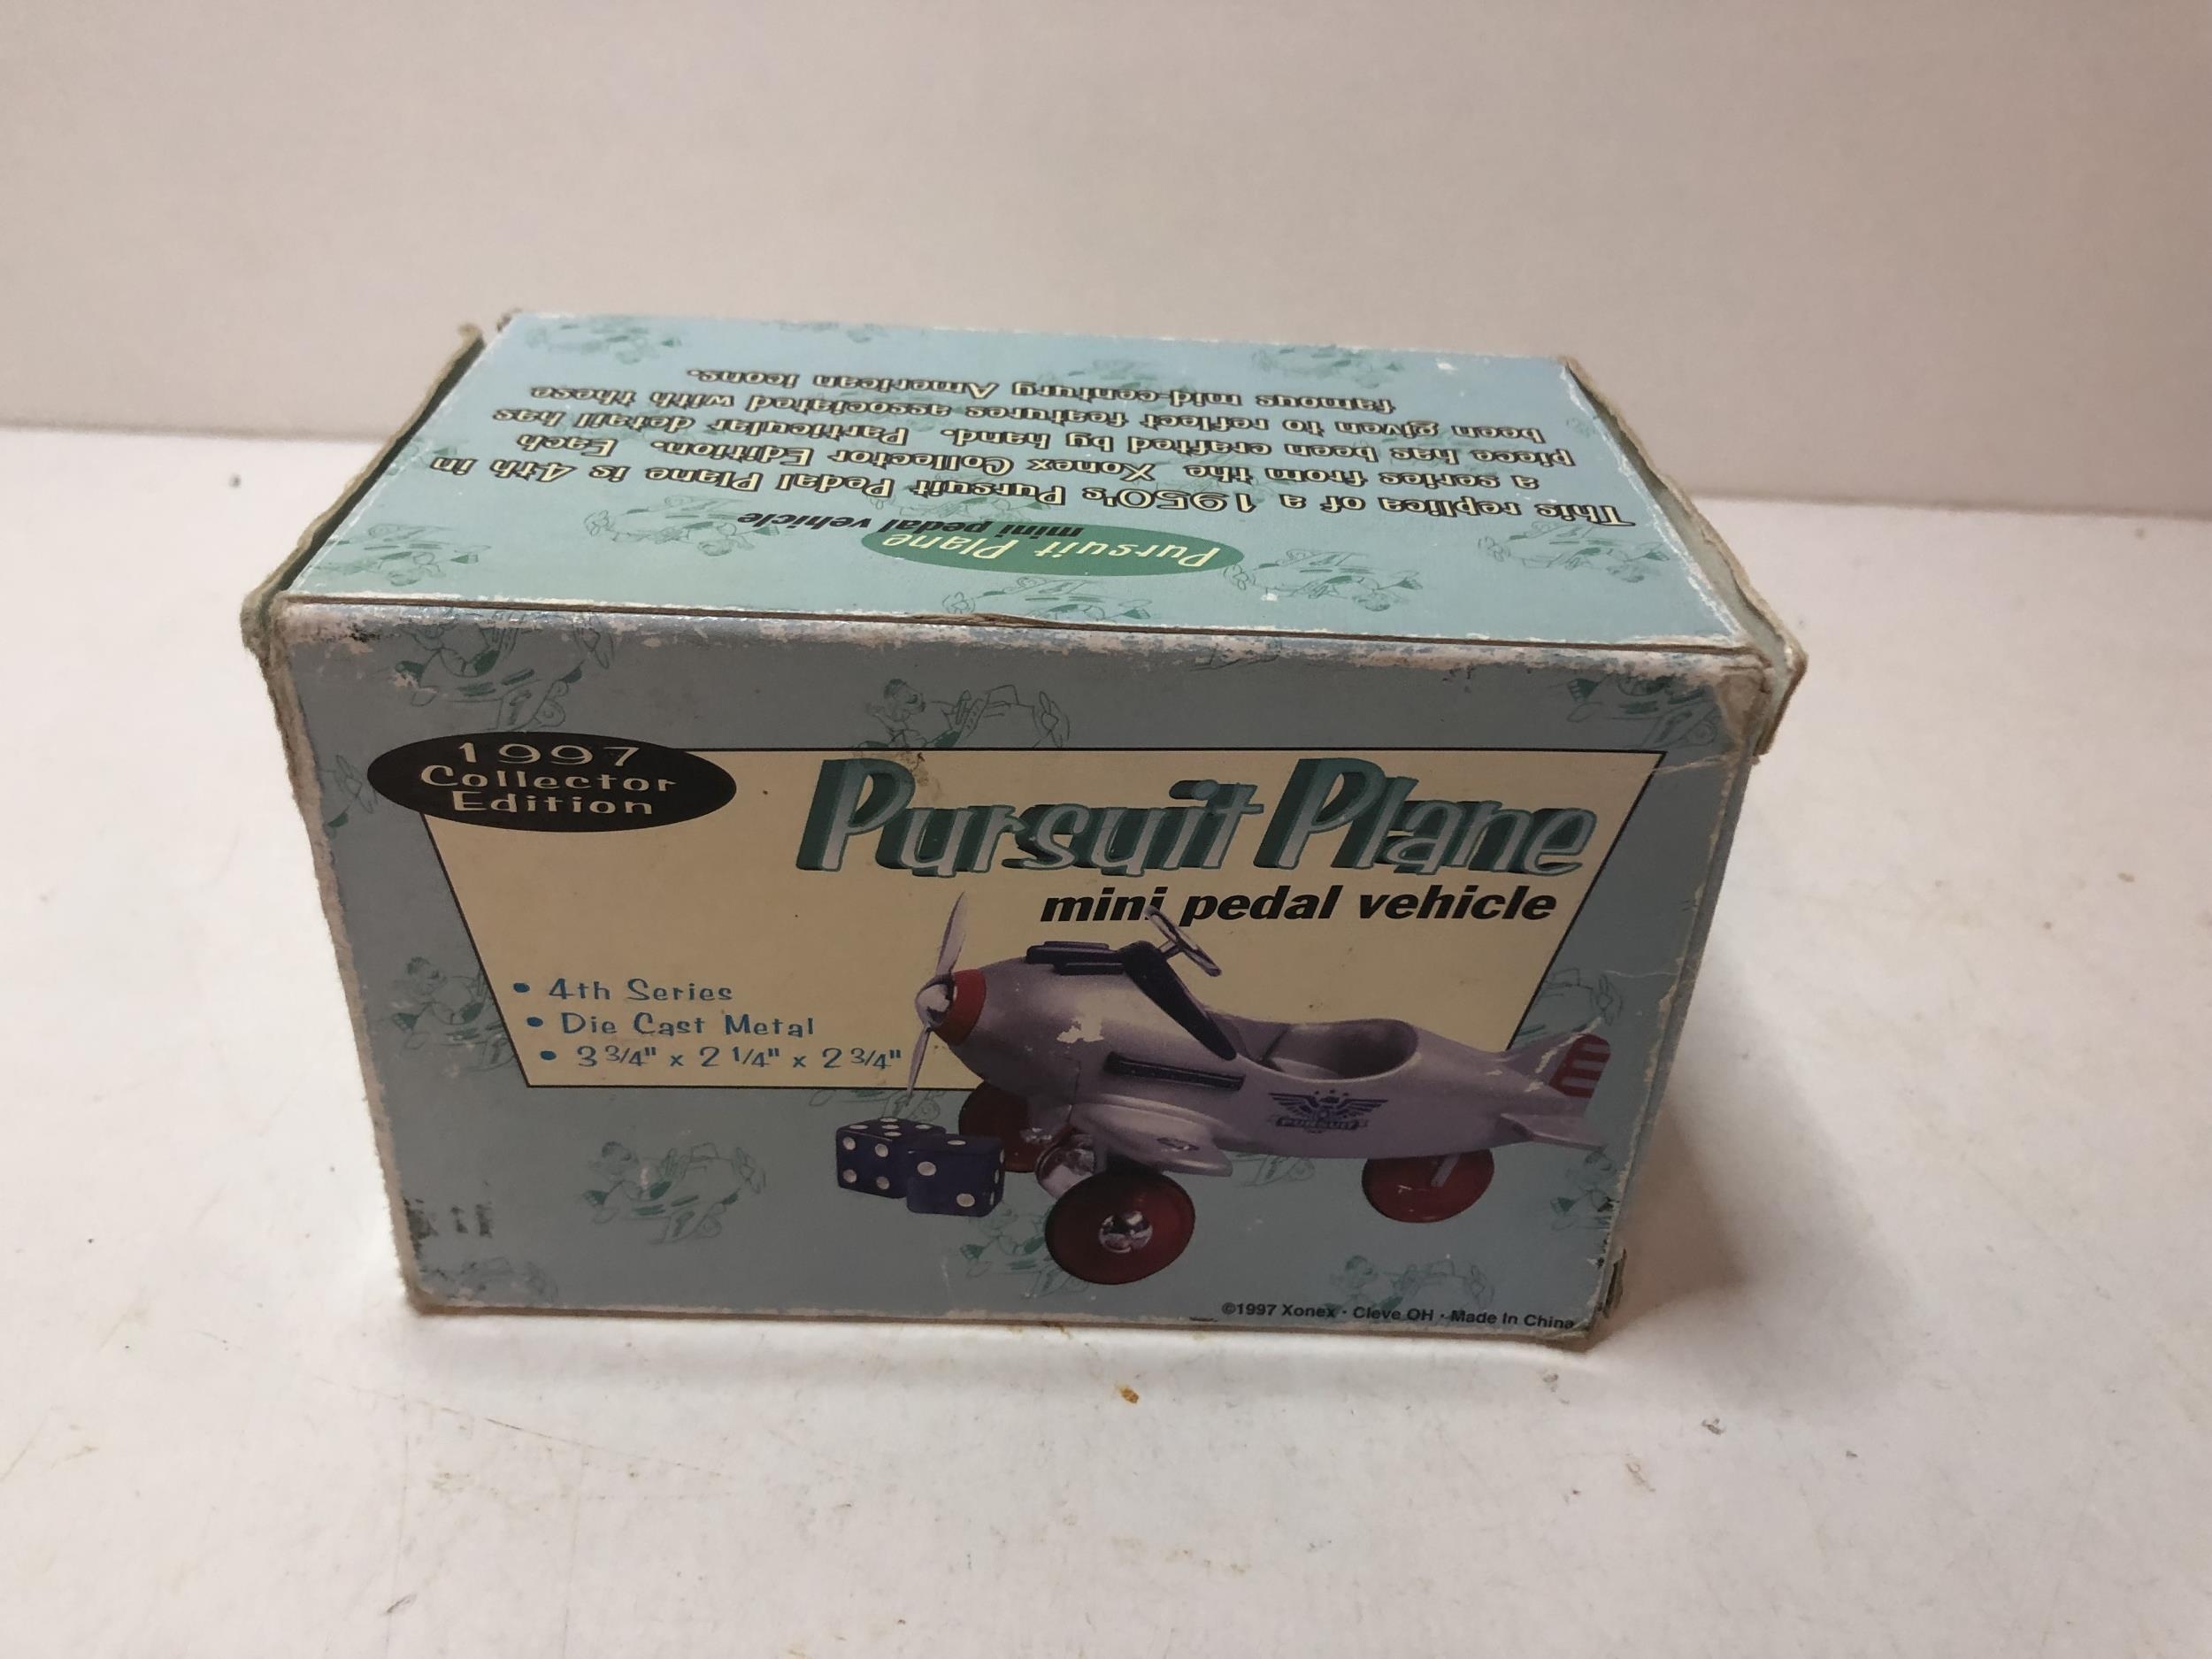 Pursuit Plane
mini pedal vehicle
This replica of a 1950's Pursuit Pedal Plane is 4th in
a series from the Xonex Collector Edition. Each
piece has been crafted by hand. Particular detail has
been given to reflect features associated with these
famous mid-century American icons.
1997
Collector
Edition
Pursuit Plane
mini pedal vehicle
• 4th Series
• Die Cast Metal
• 3 3/4" x 2 1/4" x 2 3/4"
PURSUIT
©1997 Xonex · Cleve OH · Made In China